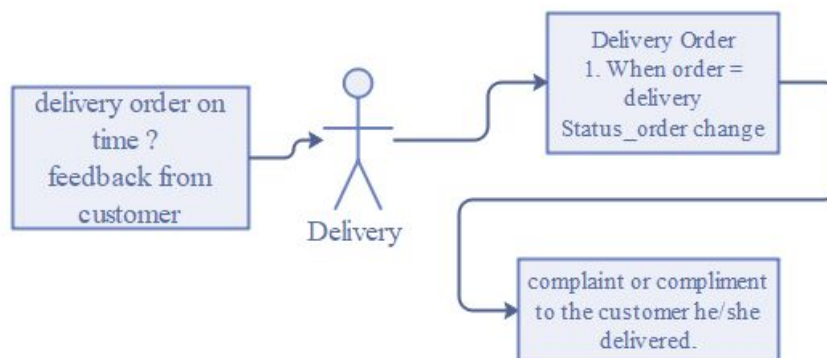 delivery order on
time ?
feedback from
customer
Delivery
Delivery Order
1. When order =
delivery
Status_order change
complaint or compliment
to the customer he/she
delivered.